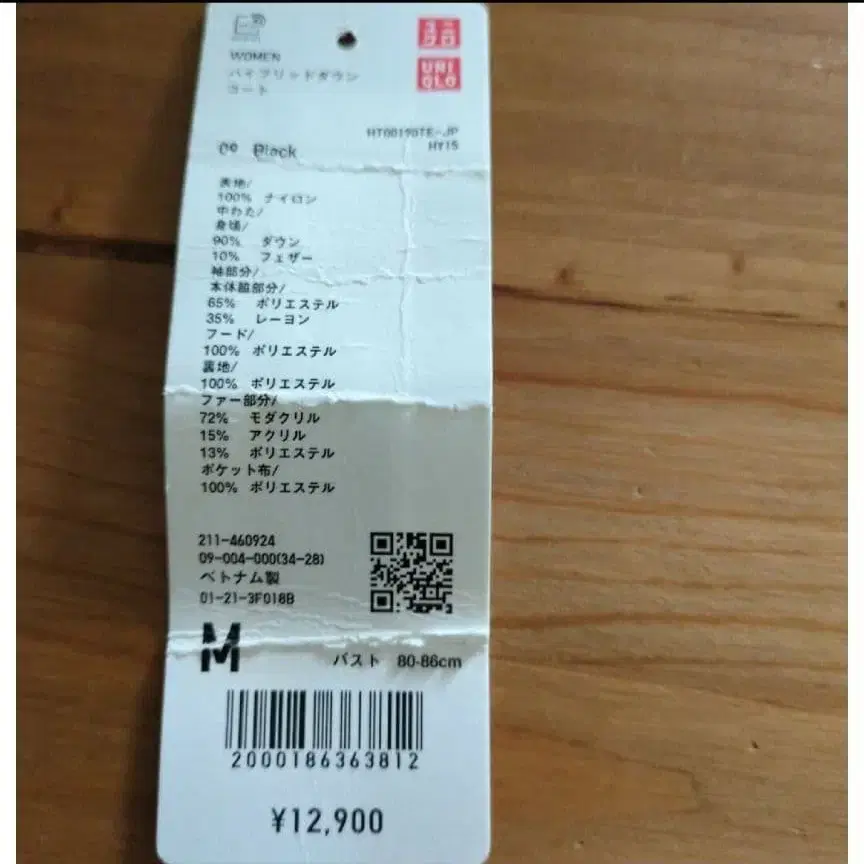 ユニ
クロ
WOMEN
UNI
QLO
ハイブリッドダウン
コート
HT00190TE-JP
HY15
09 Black
表地/
100% ナイロン
中わた/
身頃/
90% ダウン
10% フェザー
袖部分/
本体脇部分/
65% ポリエステル
35% レーヨン
フード/
100% ポリエステル
裏地/
100% ポリエステル
ファー部分/
72% モダクリル
15% アクリル
13% ポリエステル
ポケット布/
100% ポリエステル
211-460924
09-004-000(34-28)
ベトナム製
01-21-3F018B
M
バスト 80-86cm
2000186363812
¥12,900